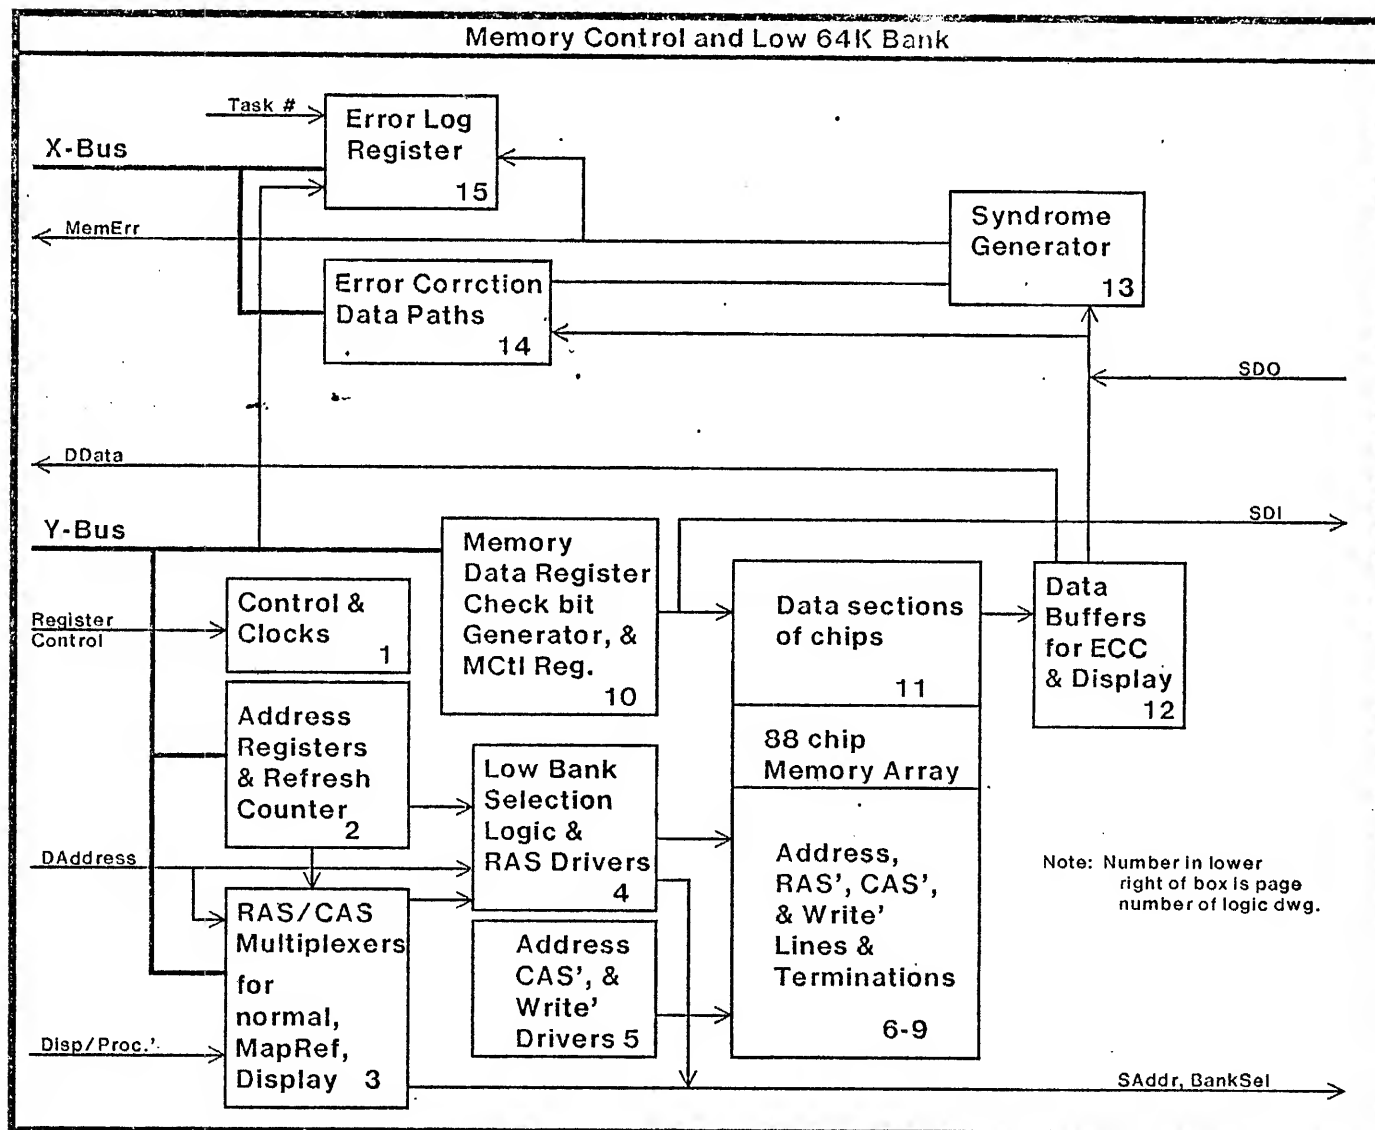 Memory Control and Low 64K Bank
Task #
Error Log
Register
15
X-Bus
MemErr
Syndrome
Generator
13
Error Corrction
Data Paths
14
SDO
DData
Y-Bus
SDI
Memory
Data Register
Check bit
Generator, &
MCtl Reg.
10
Register
Control
Control &
Clocks
1
Data sections
of chips
11
Data
Buffers
for ECC
& Display
12
Address
Registers
& Refresh
Counter
2
88 chip
Memory Array
Low Bank
Selection
Logic &
RAS Drivers
4
DAddress
Address,
RAS', CAS',
& Write'
Lines &
Terminations
6-9
Note: Number in lower
right of box is page
number of logic dwg.
RAS/CAS
Multiplexers
for
normal,
MapRef,
Display 3
Address
CAS', &
Write'
Drivers 5
Disp/Proc.'
SAddr, BankSel